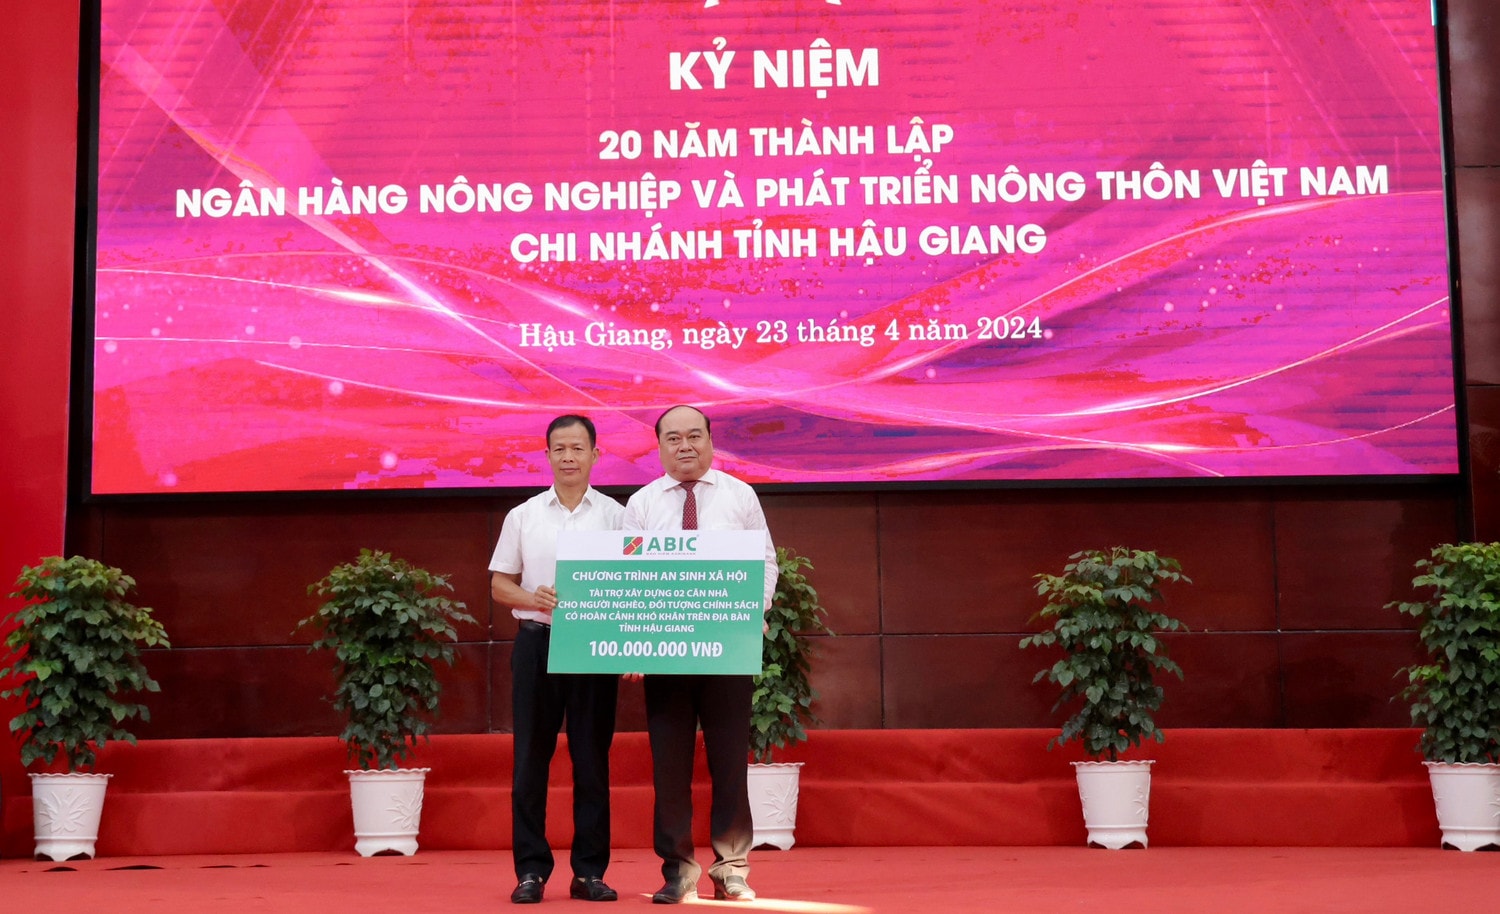 KỶ NIỆM
20 NĂM THÀNH LẬP
NGÂN HÀNG NÔNG NGHIỆP VÀ PHÁT TRIỂN NÔNG THÔN VIỆT NAM
CHI NHÁNH TỈNH HẬU GIANG
Hậu Giang, ngày 23 tháng 4 năm 2024
ABIC
BẢO HIỂM AGRIBANK
CHƯƠNG TRÌNH AN SINH XÃ HỘI
TÀI TRỢ XÂY DỰNG 02 CĂN NHÀ
CHO NGƯỜI NGHÈO, ĐỐI TƯỢNG CHÍNH SÁCH
CÓ HOÀN CẢNH KHÓ KHĂN TRÊN ĐỊA BÀN
TỈNH HẬU GIANG
100.000.000 VNĐ